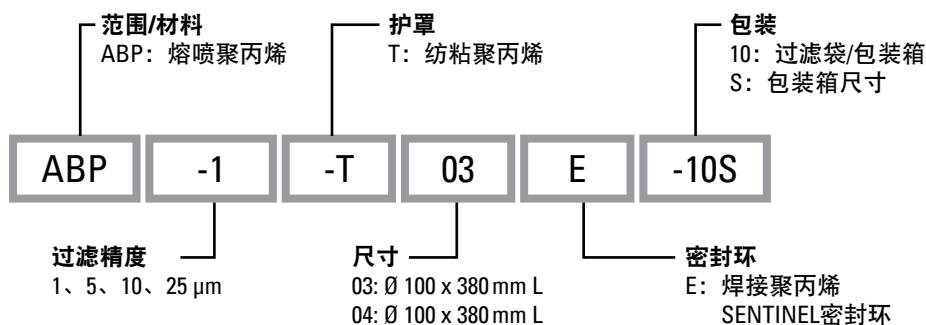 范围/材料
ABP：熔喷聚丙烯
护罩
T：纺粘聚丙烯
包装
10：过滤袋/包装箱
S：包装箱尺寸
ABP
-1
-T
03
E
-10S
过滤精度
1、5、10、25 µm
尺寸
03: Ø 100 x 380 mm L
04: Ø 100 x 380 mm L
密封环
E：焊接聚丙烯
SENTINEL密封环